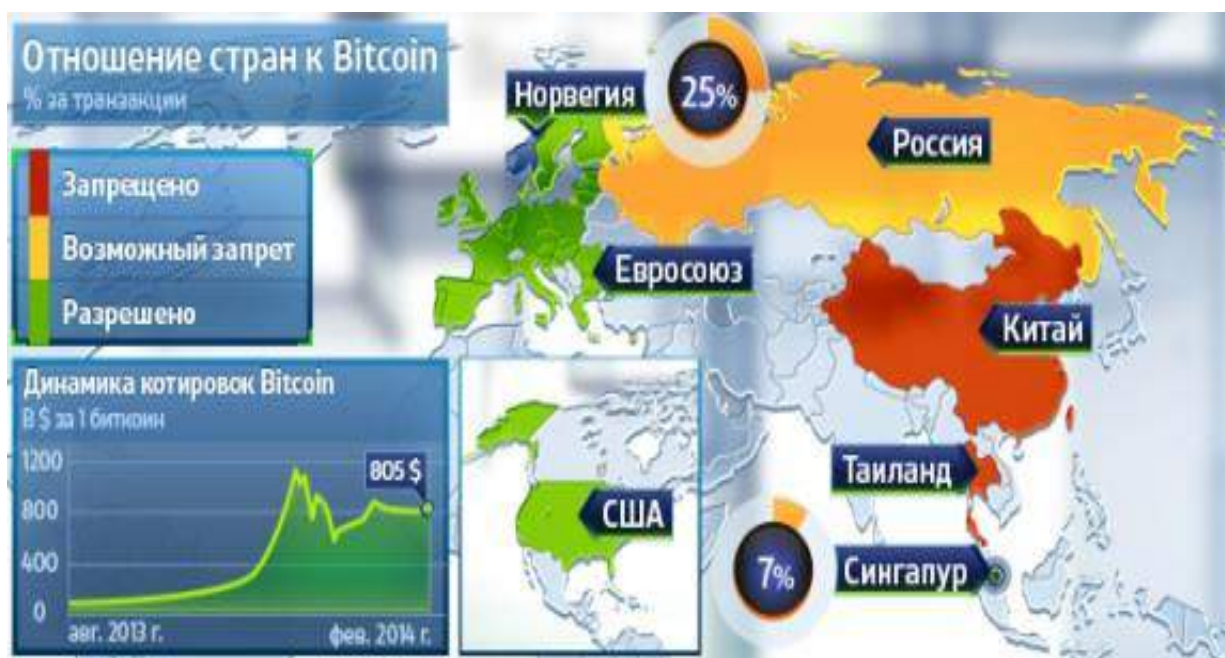 Отношение стран к Bitcoin
% за транзакции
Норвегия
25%
Россия
Запрещено
Возможный запрет
Разрешено
Евросоюз
Китай
Динамика котировок Bitcoin
В $ за 1 биткоин
1200
805 $
800
400
0
авг. 2013 г.
фев. 2014 г.
США
Таиланд
7%
Сингапур